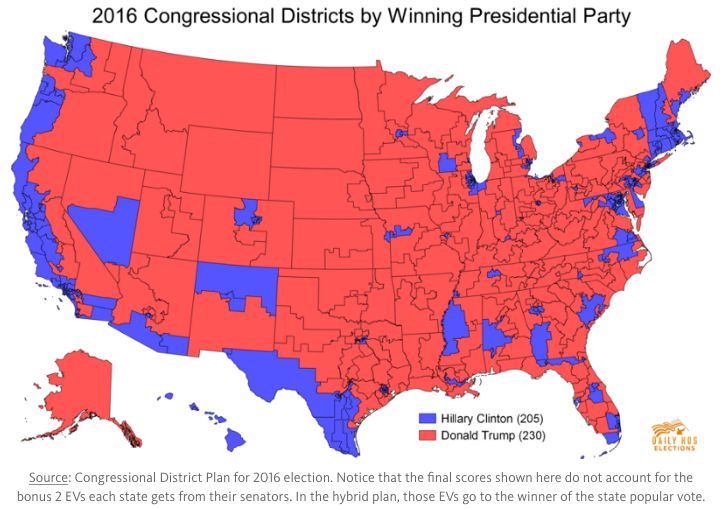 2016 Congressional Districts by Winning Presidential Party
Hillary Clinton (205)
Donald Trump (230)
DAILY KOS
ELECTIONS
Source: Congressional District Plan for 2016 election. Notice that the final scores shown here do not account for the
bonus 2 EVs each state gets from their senators. In the hybrid plan, those EVs go to the winner of the state popular vote.